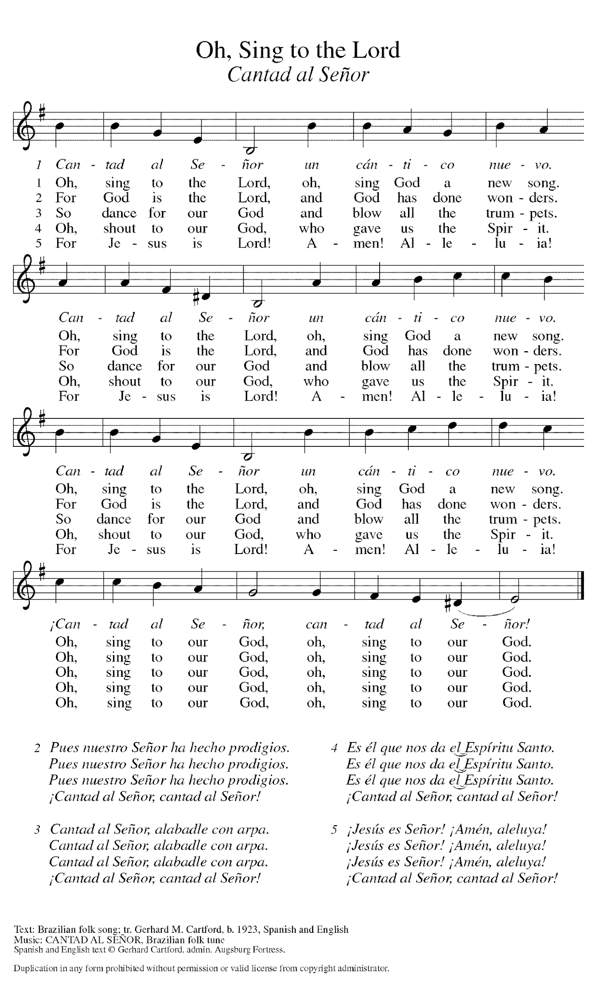 Oh, Sing to the Lord
Cantad al Señor
1 Can - tad al Se - ñor un cán - ti - co nue - vo.
1 Oh, sing to the Lord, oh, sing God a new song.
2 For God is the Lord, and God has done won - ders.
3 So dance for our God and blow all the trum - pets.
4 Oh, shout to our God, who gave us the Spir - it.
5 For Je - sus is Lord! A - men! Al - le - lu - ia!
Can - tad al Se - ñor un cán - ti - co nue - vo.
Oh, sing to the Lord, oh, sing God a new song.
For God is the Lord, and God has done won - ders.
So dance for our God and blow all the trum - pets.
Oh, shout to our God, who gave us the Spir - it.
For Je - sus is Lord! A - men! Al - le - lu - ia!
Can - tad al Se - ñor un cán - ti - co nue - vo.
Oh, sing to the Lord, oh, sing God a new song.
For God is the Lord, and God has done won - ders.
So dance for our God and blow all the trum - pets.
Oh, shout to our God, who gave us the Spir - it.
For Je - sus is Lord! A - men! Al - le - lu - ia!
¡Can - tad al Se - ñor, can - tad al Se - ñor!
Oh, sing to our God, oh, sing to our God.
Oh, sing to our God, oh, sing to our God.
Oh, sing to our God, oh, sing to our God.
Oh, sing to our God, oh, sing to our God.
Oh, sing to our God, oh, sing to our God.
2 Pues nuestro Señor ha hecho prodigios.
Pues nuestro Señor ha hecho prodigios.
Pues nuestro Señor ha hecho prodigios.
¡Cantad al Señor, cantad al Señor!
3 Cantad al Señor, alabadle con arpa.
Cantad al Señor, alabadle con arpa.
Cantad al Señor, alabadle con arpa.
¡Cantad al Señor, cantad al Señor!
4 Es él que nos da el Espíritu Santo.
Es él que nos da el Espíritu Santo.
Es él que nos da el Espíritu Santo.
¡Cantad al Señor, cantad al Señor!
5 ¡Jesús es Señor! ¡Amén, aleluya!
¡Jesús es Señor! ¡Amén, aleluya!
¡Jesús es Señor! ¡Amén, aleluya!
¡Cantad al Señor, cantad al Señor!
Text: Brazilian folk song; tr. Gerhard M. Cartford, b. 1923, Spanish and English
Music: CANTAD AL SEÑOR, Brazilian folk tune
Spanish and English text © Gerhard Cartford, admin. Augsburg Fortress.
Duplication in any form prohibited without permission or valid license from copyright administrator.